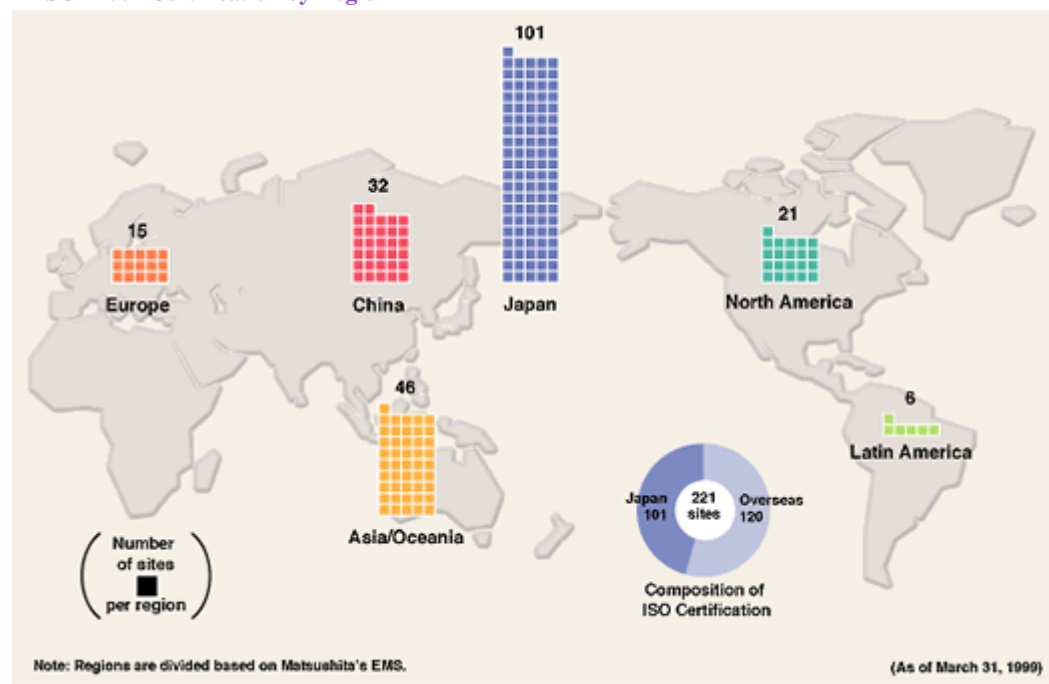 101
32
21
15
Europe
China
Japan
North America
46
6
Latin America
Japan
101
221
sites
Overseas
120
Asia/Oceania
Number
of sites
per region
Composition of
ISO Certification
Note: Regions are divided based on Matsushita's EMS.
(As of March 31, 1999)